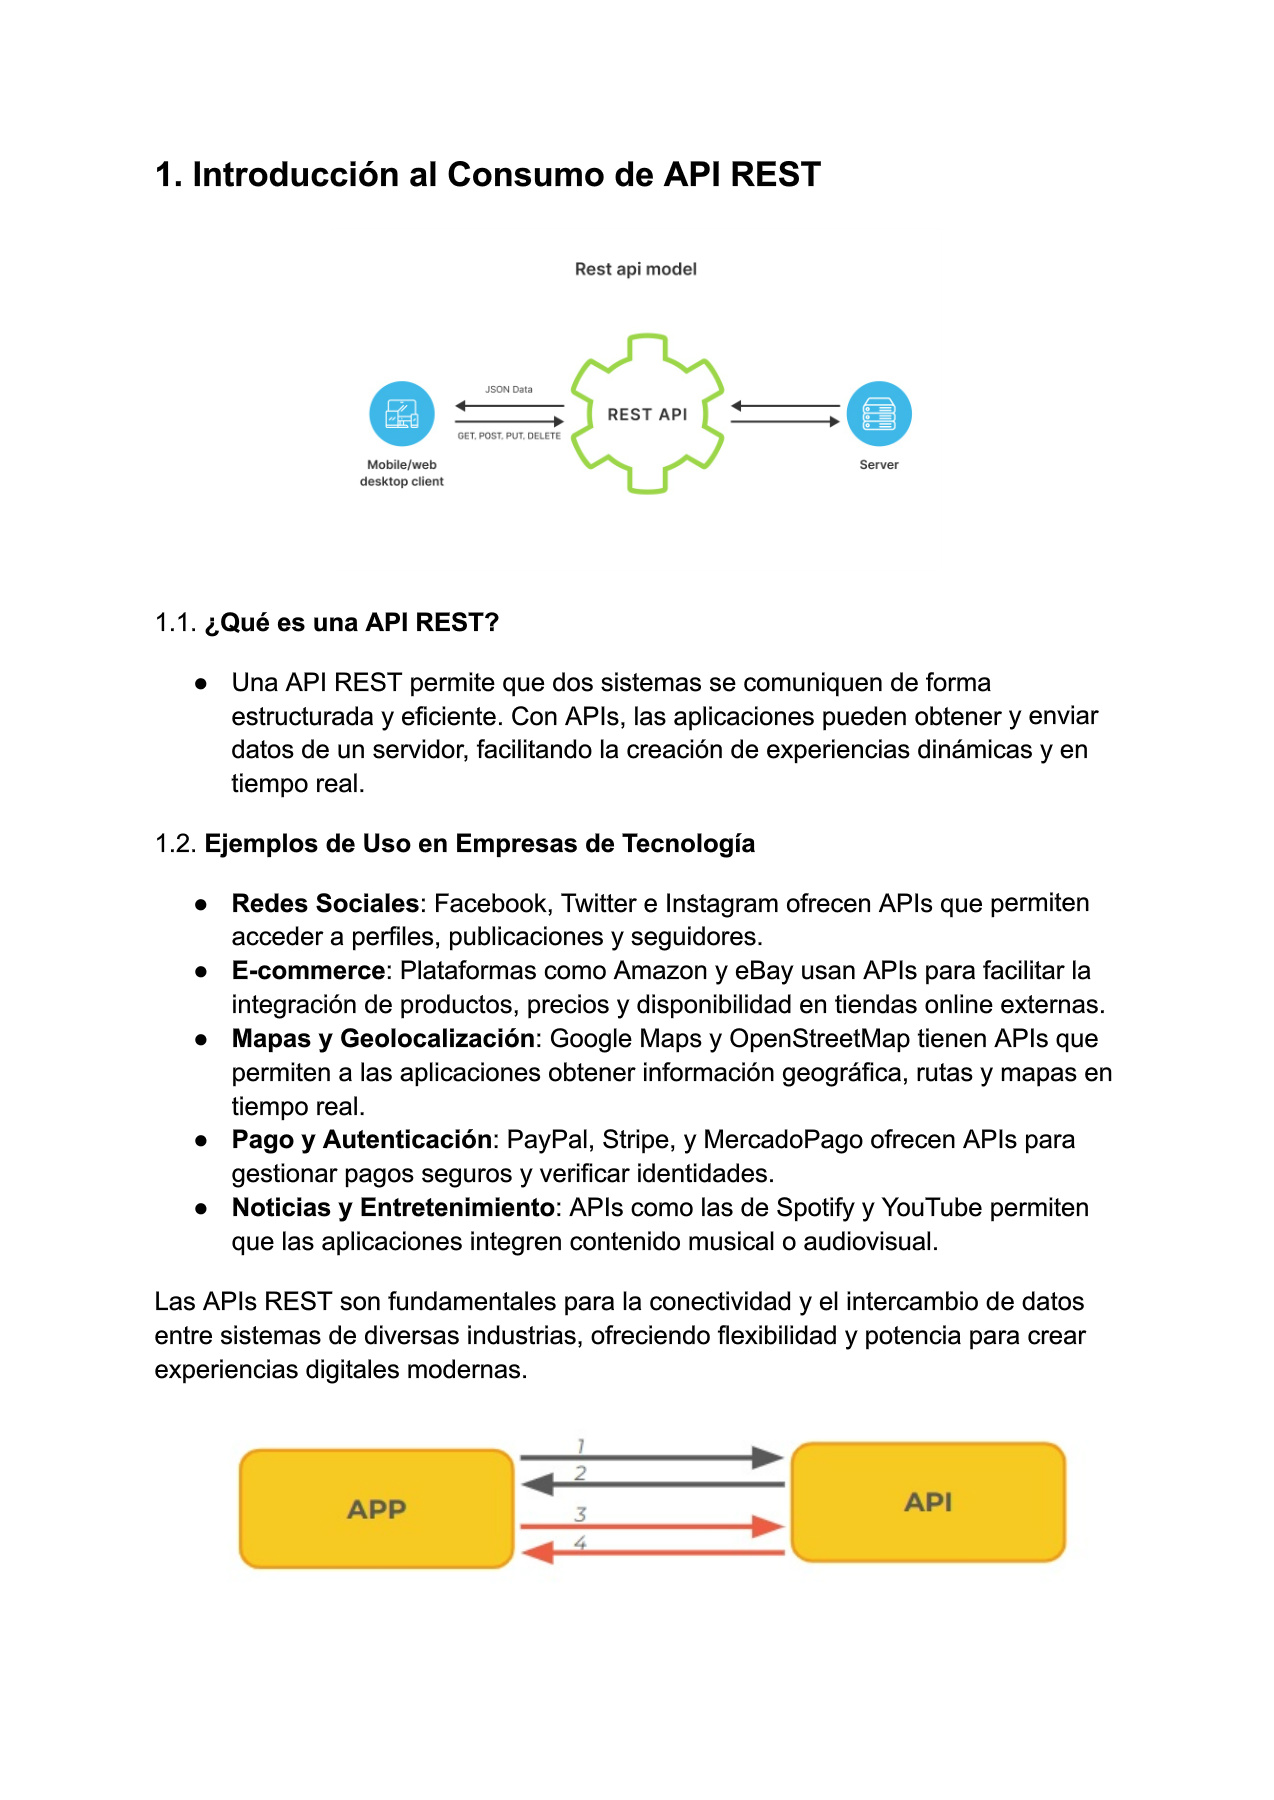 1. Introducción al Consumo de API REST
Rest api model
JSON Data
REST API
GET, POST, PUT, DELETE
Mobile/web
desktop client
Server
1.1. ¿Qué es una API REST?
● Una API REST permite que dos sistemas se comuniquen de forma
estructurada y eficiente. Con APIs, las aplicaciones pueden obtener y enviar
datos de un servidor, facilitando la creación de experiencias dinámicas y en
tiempo real.
1.2. Ejemplos de Uso en Empresas de Tecnología
● Redes Sociales: Facebook, Twitter e Instagram ofrecen APIs que permiten
acceder a perfiles, publicaciones y seguidores.
● E-commerce: Plataformas como Amazon y eBay usan APIs para facilitar la
integración de productos, precios y disponibilidad en tiendas online externas.
● Mapas y Geolocalización: Google Maps y OpenStreetMap tienen APIs que
permiten a las aplicaciones obtener información geográfica, rutas y mapas en
tiempo real.
● Pago y Autenticación: PayPal, Stripe, y MercadoPago ofrecen APIs para
gestionar pagos seguros y verificar identidades.
● Noticias y Entretenimiento: APIs como las de Spotify y YouTube permiten
que las aplicaciones integren contenido musical o audiovisual.
Las APIs REST son fundamentales para la conectividad y el intercambio de datos
entre sistemas de diversas industrias, ofreciendo flexibilidad y potencia para crear
experiencias digitales modernas.
APP
1
2
3
4
API